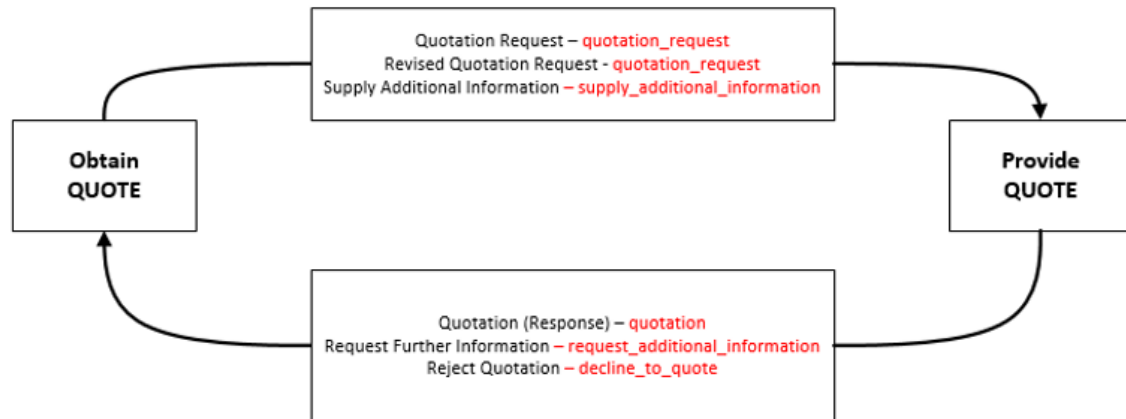 Quotation Request – quotation_request
Revised Quotation Request - quotation_request
Supply Additional Information – supply_additional_information
Obtain
QUOTE
Provide
QUOTE
Quotation (Response) – quotation
Request Further Information – request_additional_information
Reject Quotation – decline_to_quote